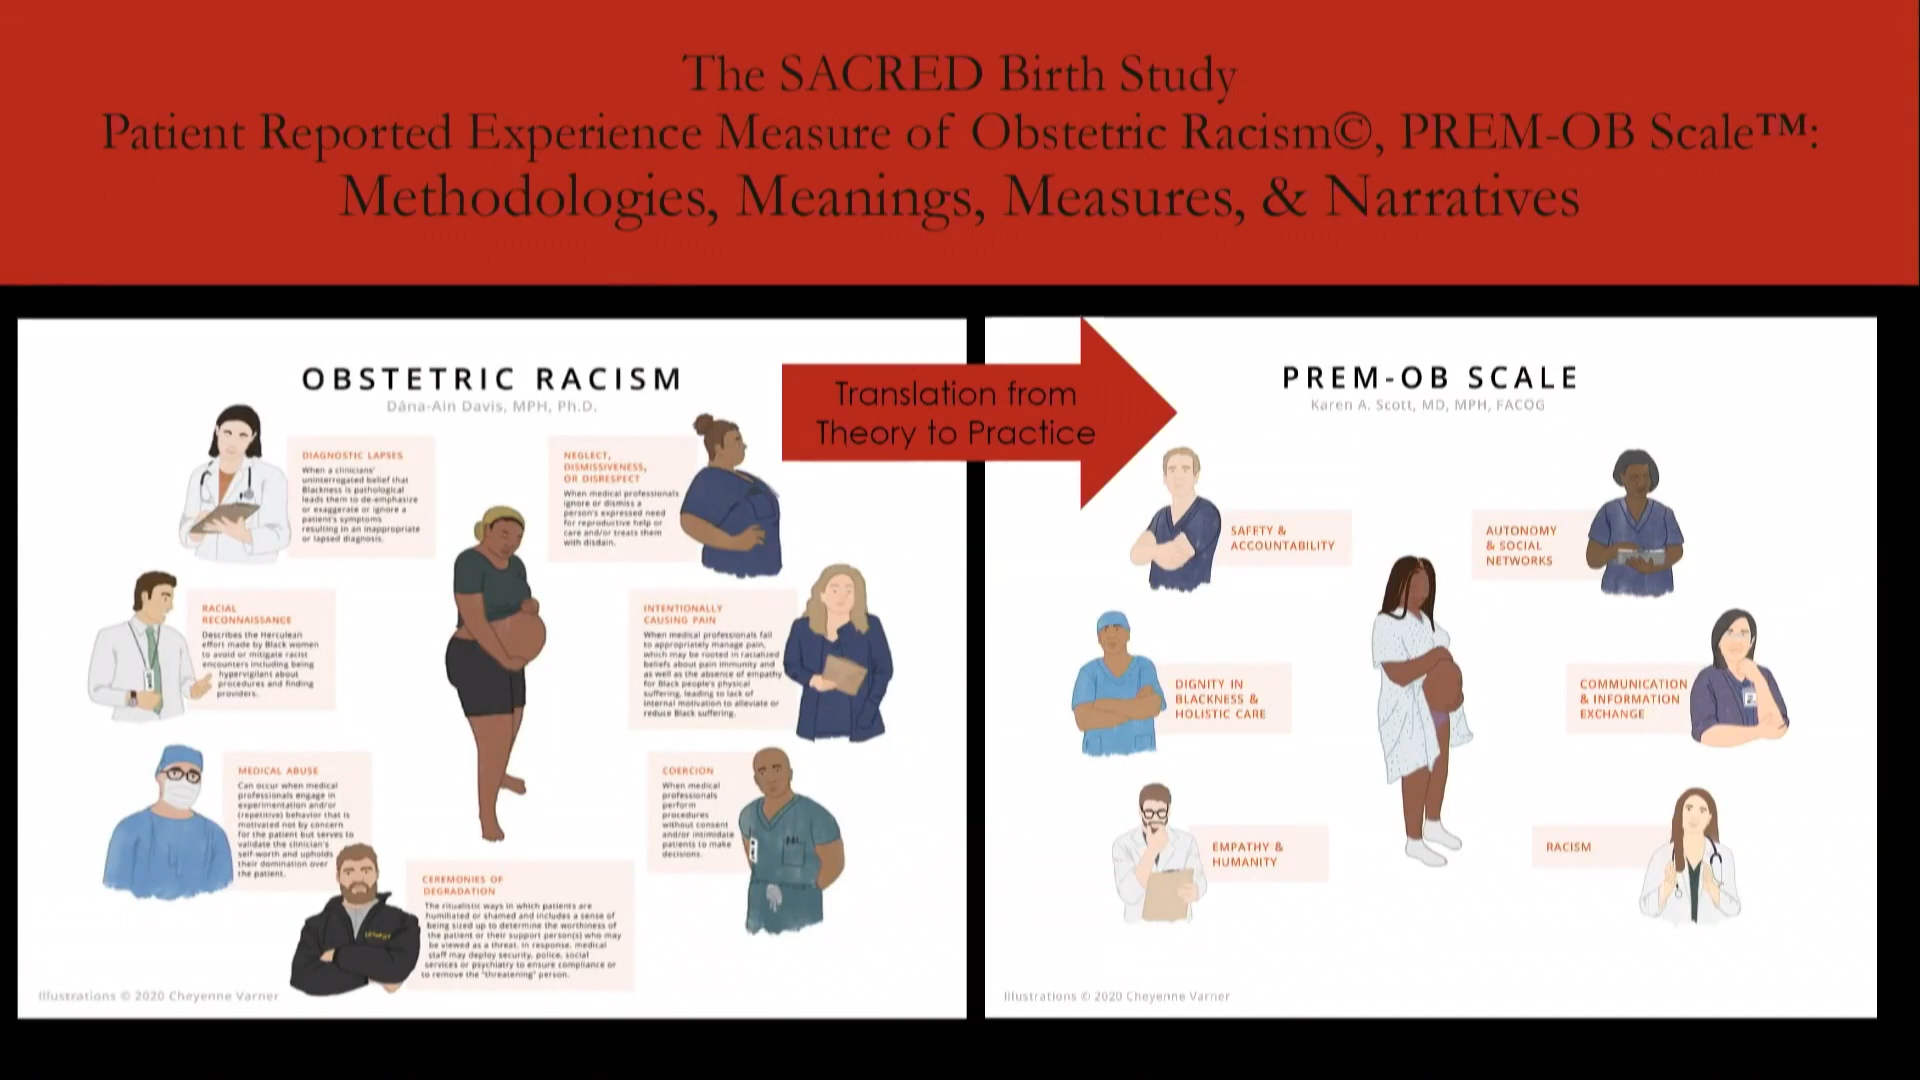 The SACRED Birth Study
Patient Reported Experience Measure of Obstetric Racism©, PREM-OB Scale™:
Methodologies, Meanings, Measures, & Narratives
OBSTETRIC RACISM
Dána-Ain Davis, MPH, Ph.D.
DIAGNOSTIC LAPSES
When a clinicians'
uninterrogated belief that
Blackness is pathological
leads them to de-emphasize
or exaggerate or ignore a
patient's symptoms
resulting in an inappropriate
or lapsed diagnosis.
NEGLECT,
DISMISSIVENESS,
OR DISRESPECT
When medical professionals
ignore or dismiss a
person's expressed need
for reproductive help or
care and/or treats them
with disdain.
RACIAL
RECONNAISSANCE
Describes the Herculean
effort made by Black women
to avoid or mitigate racist
encounters including being
hypervigilant about
procedures and finding
providers.
INTENTIONALLY
CAUSING PAIN
When medical professionals fail
to appropriately manage pain,
which may be rooted in racialized
beliefs about pain immunity and
as well as the absence of empathy
for Black people's physical
suffering, leading to lack of
internal motivation to alleviate or
reduce Black suffering.
MEDICAL ABUSE
Can occur when medical
professionals engage in
experimentation and/or
(repetitive) behavior that is
motivated not by concern
for the patient but serves to
validate the clinician's
self-worth and upholds
their domination over
the patient.
COERCION
When medical
professionals
perform
procedures
without consent
and/or intimidate
patients to make
decisions.
CEREMONIES OF
DEGRADATION
The ritualistic ways in which patients are
humiliated or shamed and includes a sense of
being sized up to determine the worthiness of
the patient or their support person(s) who may
be viewed as a threat. In response, medical
staff may deploy security, police, social
services or psychiatry to ensure compliance or
to remove the "threatening" person.
Illustrations © 2020 Cheyenne Varner
Translation from
Theory to Practice
PREM-OB SCALE
Karen A. Scott, MD, MPH, FACOG
SAFETY &
ACCOUNTABILITY
AUTONOMY
& SOCIAL
NETWORKS
DIGNITY IN
BLACKNESS &
HOLISTIC CARE
COMMUNICATION
& INFORMATION
EXCHANGE
EMPATHY &
HUMANITY
RACISM
Illustrations © 2020 Cheyenne Varner